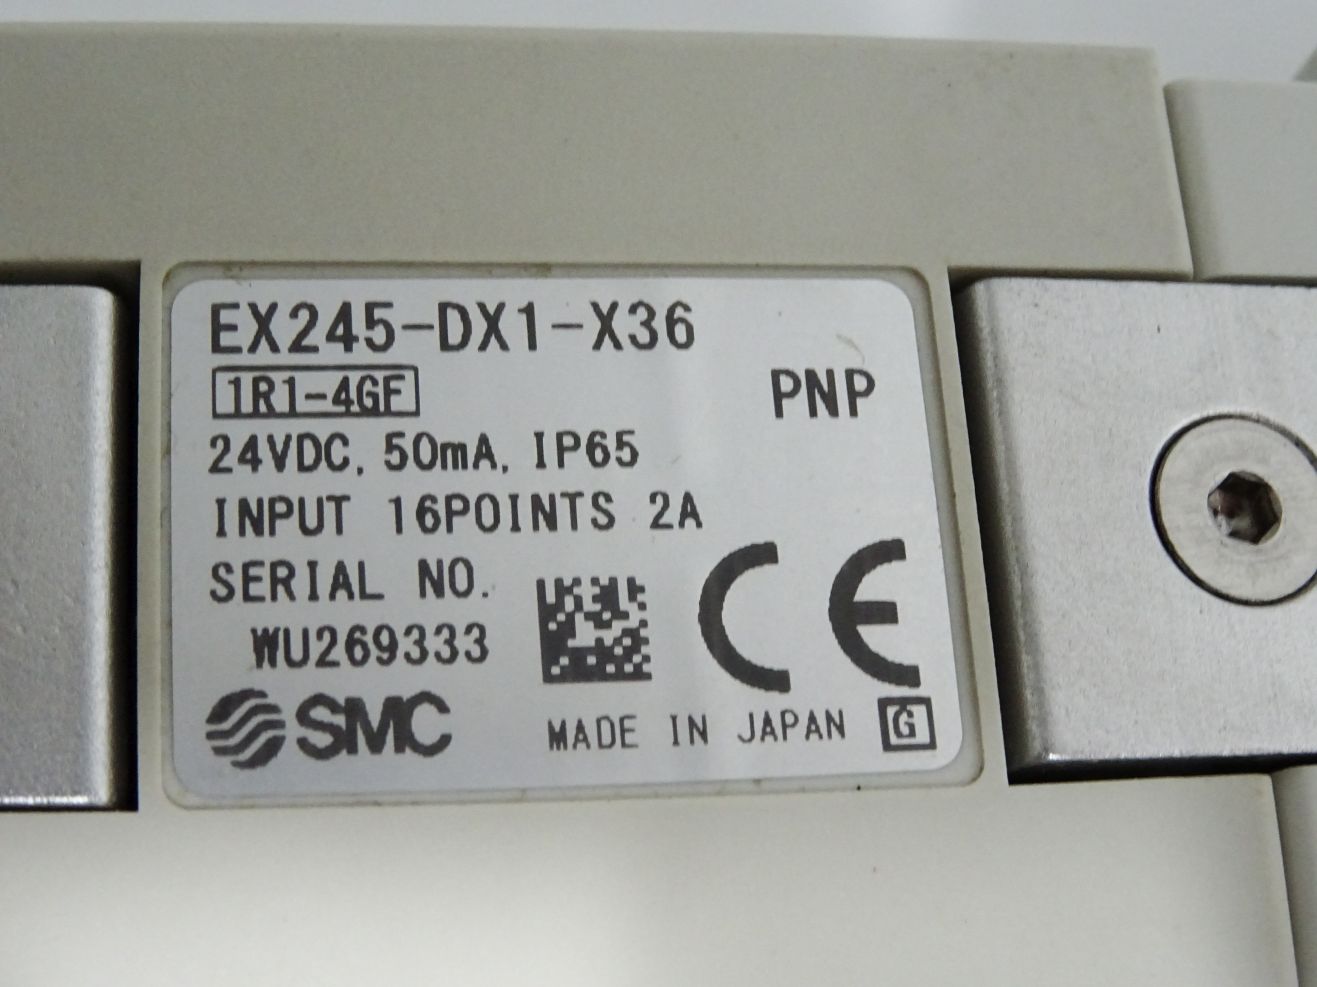 EX245-DX1-X36
1R1-4GF
PNP
24VDC, 50mA, IP65
INPUT 16POINTS 2A
SERIAL NO.
WU269333
CE
SMC
MADE IN JAPAN G